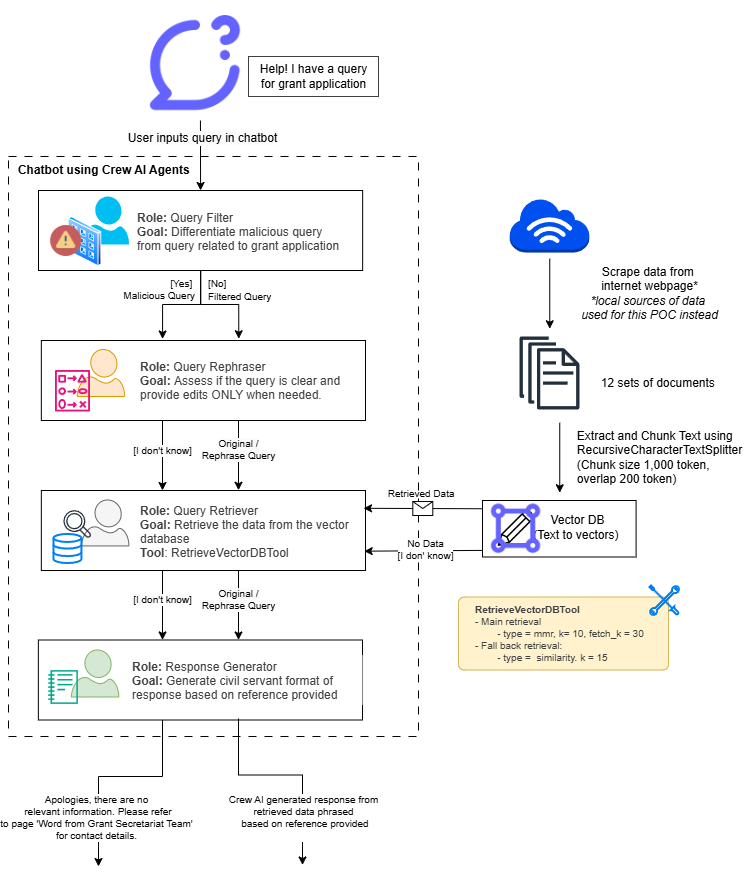 Help! I have a query
for grant application
User inputs query in chatbot
Chatbot using Crew AI Agents
Role: Query Filter
Goal: Differentiate malicious query
from query related to grant application
[Yes]
Malicious Query
[No]
Filtered Query
Role: Query Rephraser
Goal: Assess if the query is clear and
provide edits ONLY when needed.
[I don't know]
Original /
Rephrase Query
Role: Query Retriever
Goal: Retrieve the data from the vector
database
Tool: RetrieveVectorDBTool
[I don't know]
Original /
Rephrase Query
Role: Response Generator
Goal: Generate civil servant format of
response based on reference provided
Apologies, there are no
relevant information. Please refer
to page 'Word from Grant Secretariat Team'
for contact details.
Crew AI generated response from
retrieved data phrased
based on reference provided
Scrape data from
internet webpage*
*local sources of data
used for this POC instead
12 sets of documents
Extract and Chunk Text using
RecursiveCharacterTextSplitter
(Chunk size 1,000 token,
overlap 200 token)
Retrieved Data
No Data
[I don' know]
Vector DB
(Text to vectors)
RetrieveVectorDBTool
- Main retrieval
- type = mmr, k= 10, fetch_k = 30
- Fall back retrieval:
- type = similarity. k = 15